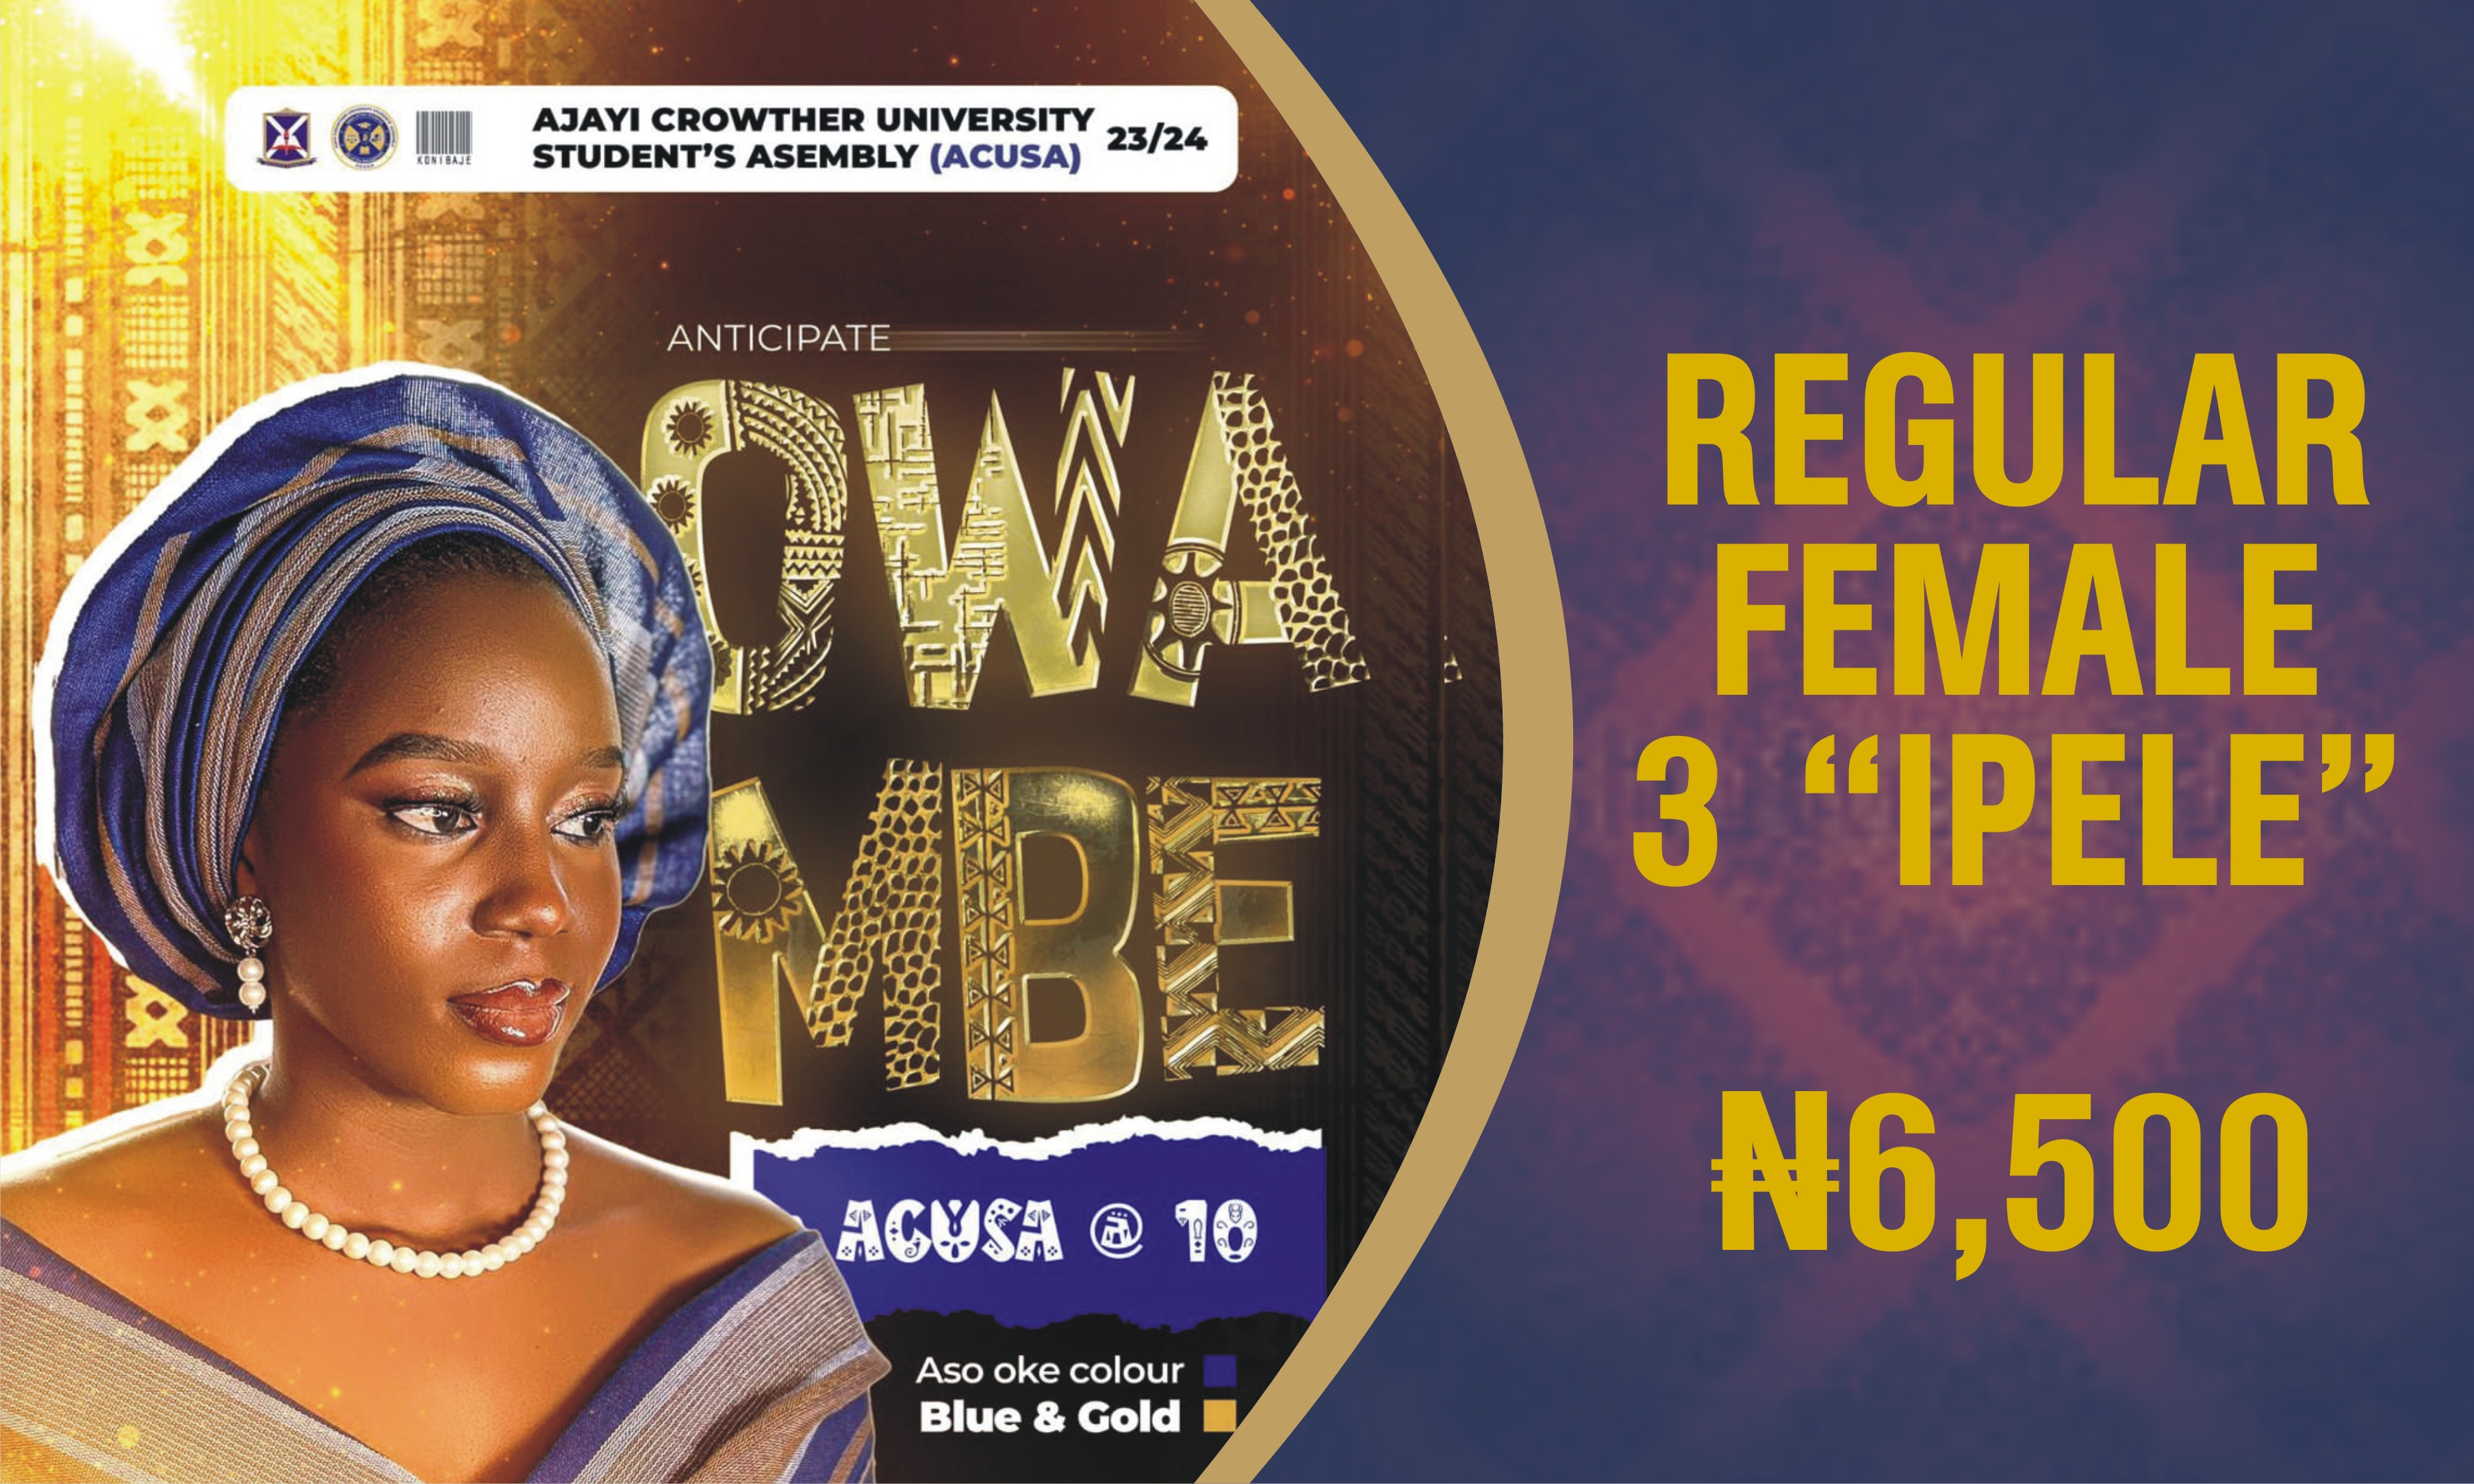 KONIBAJE
AJAYI CROWTHER UNIVERSITY
STUDENT’S ASEMBLY (ACUSA)
23/24
ANTICIPATE
OWA
MBE
ACUSA @ 10
Aso oke colour
Blue & Gold
REGULAR
FEMALE
3 “IPELE”
₦6,500